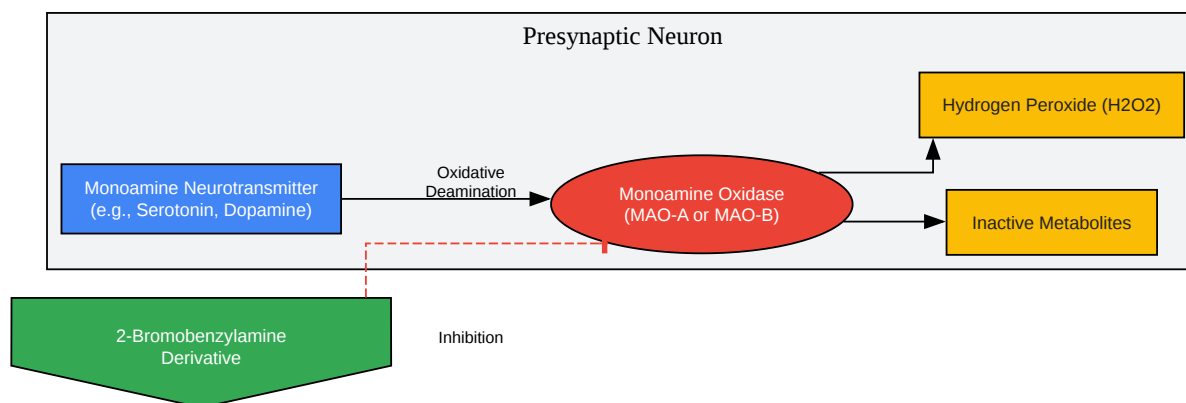 Presynaptic Neuron
Hydrogen Peroxide (H2O2)
Monoamine Neurotransmitter
(e.g., Serotonin, Dopamine)
Oxidative
Deamination
Monoamine Oxidase
(MAO-A or MAO-B)
Inactive Metabolites
2-Bromobenzylamine
Derivative
Inhibition